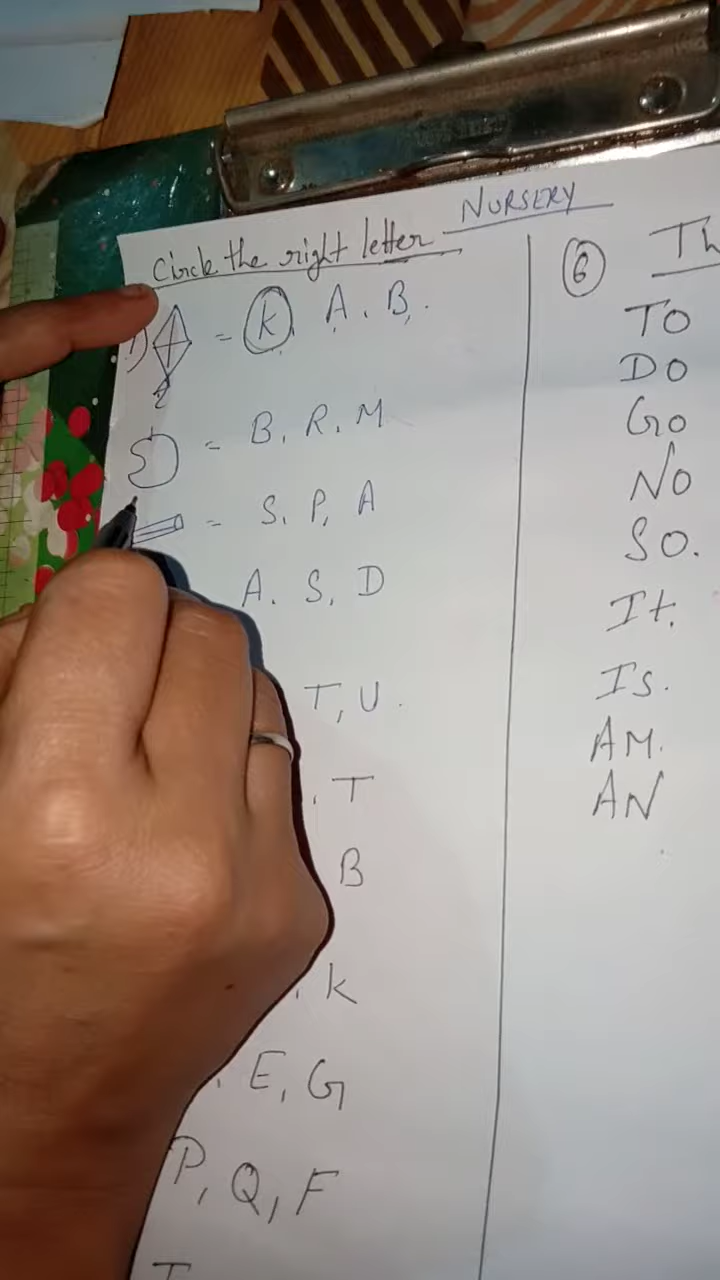 NURSERY
Circle the right letter
1) = K. A. B.
= B. R. M
= S. P. A
A. S. D
T, U.
. T
B
. K
. E, G
P, Q, F
6 Th
TO
DO
GO
NO
SO.
It.
Is.
AM.
AN